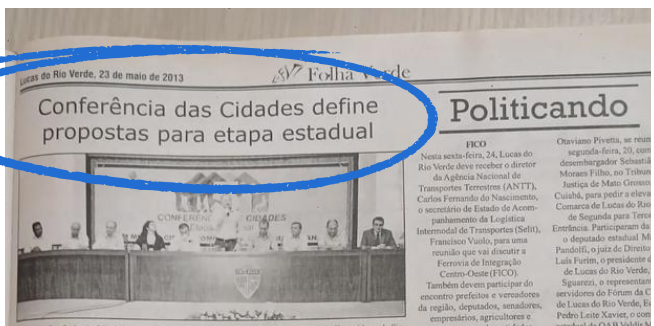 Lucas do Rio Verde, 23 de maio de 2013
Folha Verde
Conferência das Cidades define
propostas para etapa estadual
CONFERÊNCIA CIDADES
Politicando
FICO
Nesta sexta-feira, 24, Lucas do
Rio Verde deve receber o diretor
da Agência Nacional de
Transportes Terrestres (ANTT),
Carlos Fernando do Nascimento,
o secretário de Estado de Acom-
panhamento da Logística
Intermodal de Transportes (Selit),
Francisco Vuolo, para uma
reunião que vai discutir a
Ferrovia de Integração
Centro-Oeste (FICO).
Também devem participar do
encontro prefeitos e vereadores
da região, deputados, senadores,
empresários, agricultores e
Otaviano Pivetta, se reun
segunda-feira, 20, com
desembargador Sebastiã
Moraes Filho, no Tribun
Justiça de Mato Grosso
Cuiabá, para pedir a eleva
Comarca de Lucas do Rio
de Segunda para Terce
Entrância. Participaram da
o deputado estadual M
Pandolfi, o juiz de Direito
Luis Furim, o presidente d
de Lucas do Rio Verde,
Sguarezi, o representan
servidores do Fórum da C
de Lucas do Rio Verde, E
Pedro Leite Xavier, o con